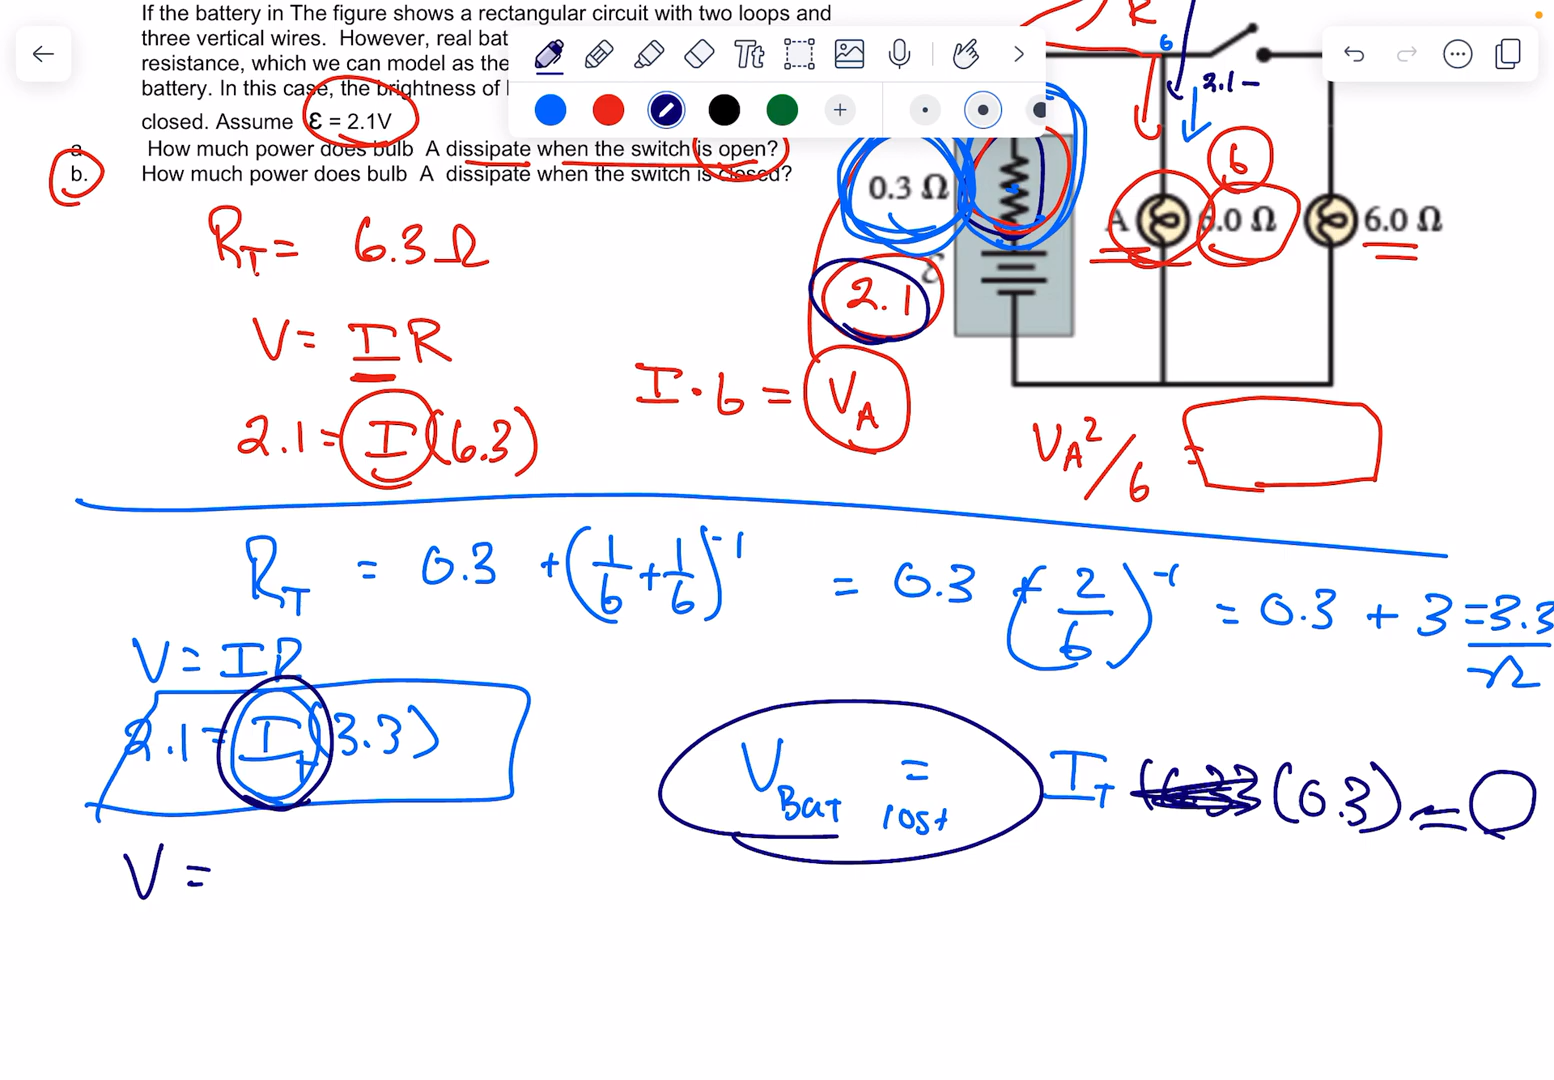 If the battery in The figure shows a rectangular circuit with two loops and
three vertical wires. However, real bat
resistance, which we can model as the
battery. In this case, the brightness of
closed. Assume Ɛ = 2.1V
a. How much power does bulb A dissipate when the switch is open?
b. How much power does bulb A dissipate when the switch is closed?
Tt
R
6
2.1 –
6
0.3 Ω
A
6.0 Ω
6.0 Ω
ε
2.1
R_T = 6.3 Ω
V = I R
I · 6 = V_A
2.1 = I (6.3)
V_A² / 6 =
R_T = 0.3 + (1/6 + 1/6)⁻¹ = 0.3 + (2/6)⁻¹ = 0.3 + 3 = 3.3 Ω
V = I R
2.1 = I_T (3.3)
V_Bat lost = I_T (0.3) =
V =